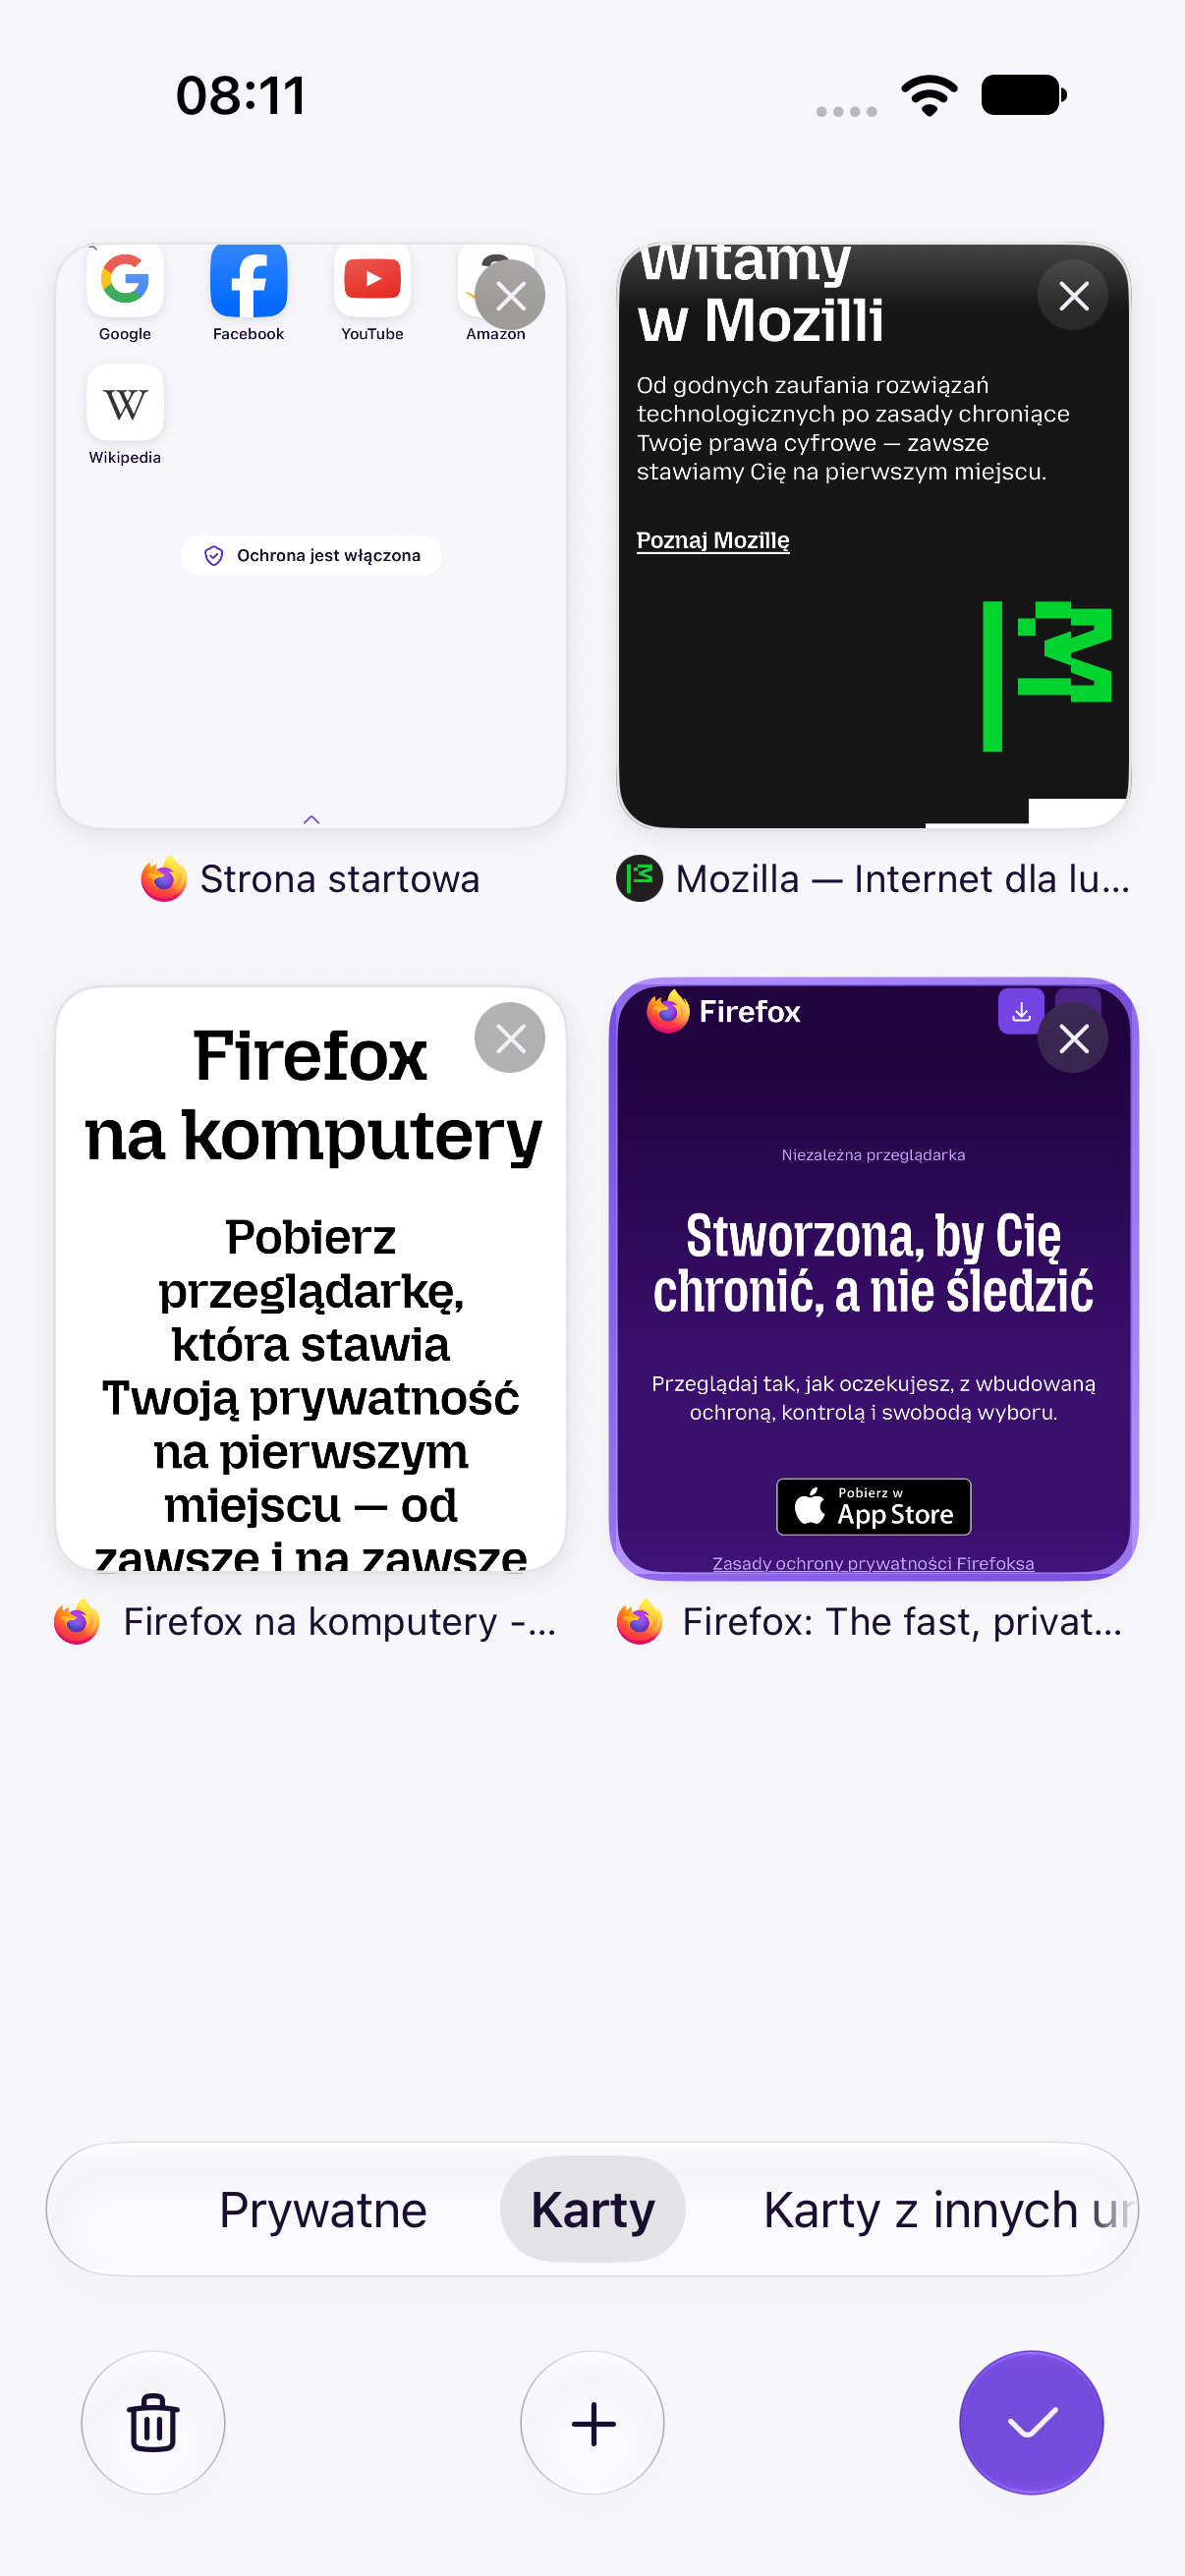 08:11
Google
Facebook
YouTube
Amazon
W
Wikipedia
Ochrona jest włączona
Strona startowa
Witamy
w Mozilli
Od godnych zaufania rozwiązań
technologicznych po zasady chroniące
Twoje prawa cyfrowe — zawsze
stawiamy Cię na pierwszym miejscu.
Poznaj Mozillę
Mozilla — Internet dla lu...
Firefox
na komputery
Pobierz
przeglądarkę,
która stawia
Twoją prywatność
na pierwszym
miejscu — od
zawsze i na zawsze
Firefox na komputery -...
Firefox
Niezależna przeglądarka
Stworzona, by Cię
chronić, a nie śledzić
Przeglądaj tak, jak oczekujesz, z wbudowaną
ochroną, kontrolą i swobodą wyboru.
Pobierz w
App Store
Zasady ochrony prywatności Firefoksa
Firefox: The fast, privat...
Prywatne
Karty
Karty z innych